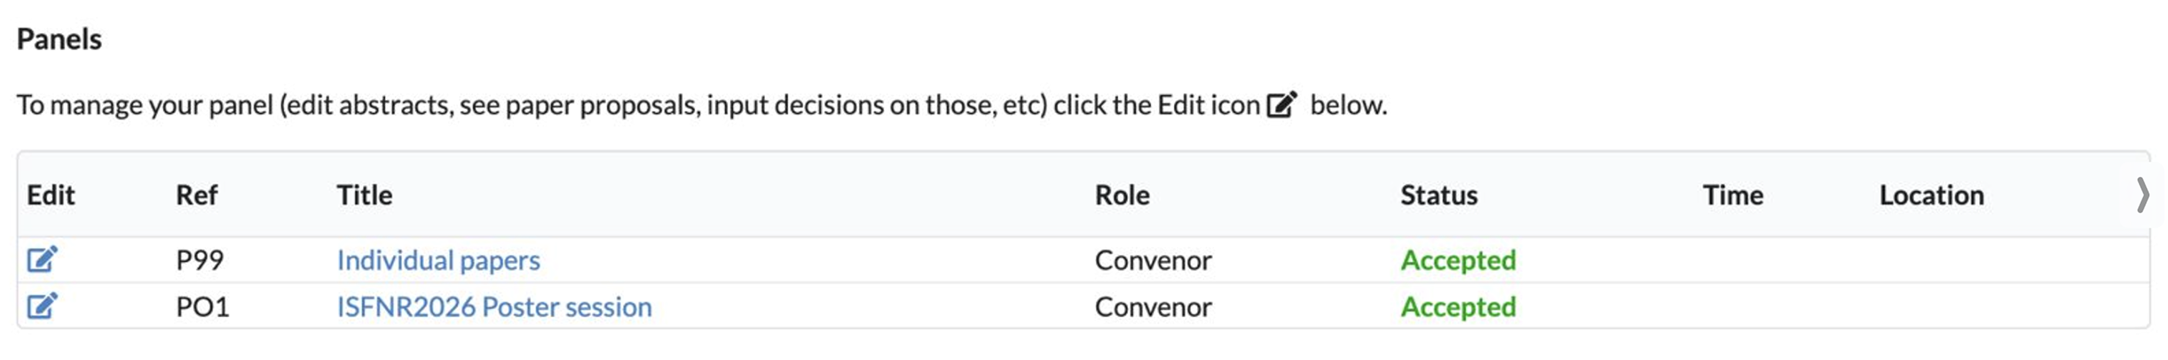 Panels
To manage your panel (edit abstracts, see paper proposals, input decisions on those, etc) click the Edit icon below.
Edit Ref Title Role Status Time Location
P99 Individual papers Convenor Accepted
PO1 ISFNR2026 Poster session Convenor Accepted